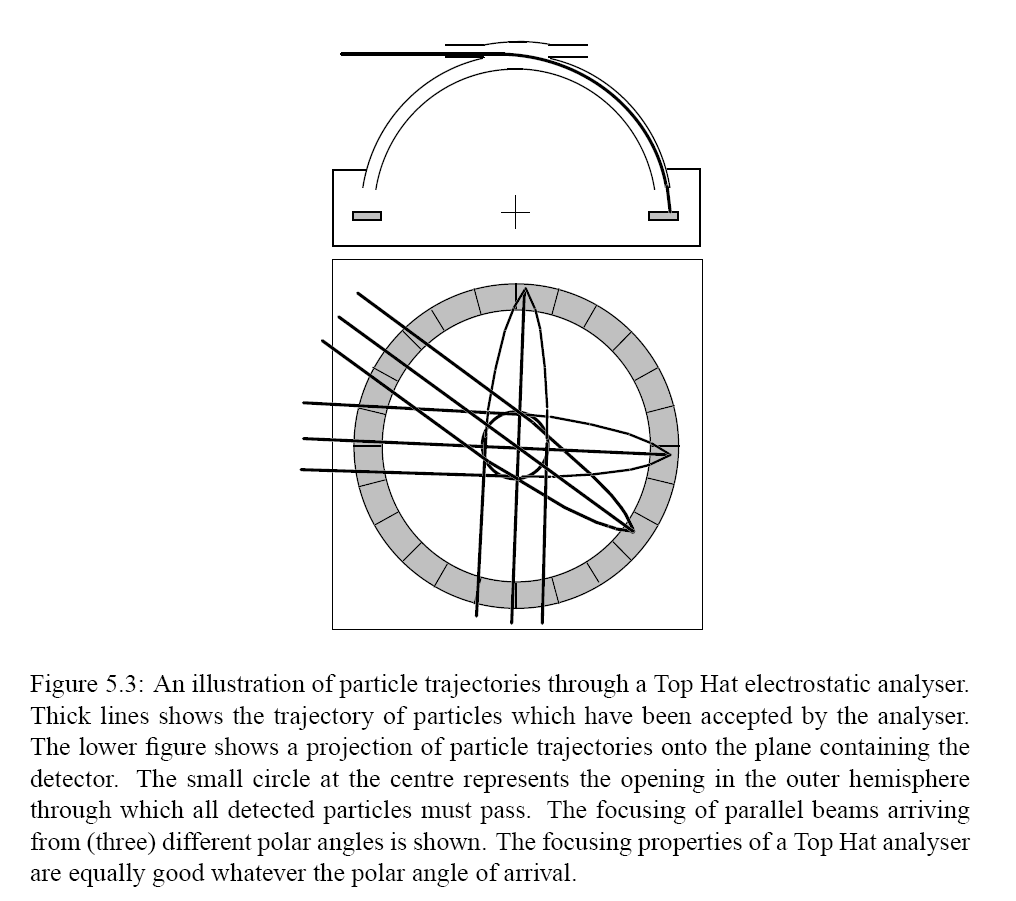 Figure 5.3: An illustration of particle trajectories through a Top Hat electrostatic analyser.
Thick lines shows the trajectory of particles which have been accepted by the analyser.
The lower figure shows a projection of particle trajectories onto the plane containing the
detector. The small circle at the centre represents the opening in the outer hemisphere
through which all detected particles must pass. The focusing of parallel beams arriving
from (three) different polar angles is shown. The focusing properties of a Top Hat analyser
are equally good whatever the polar angle of arrival.